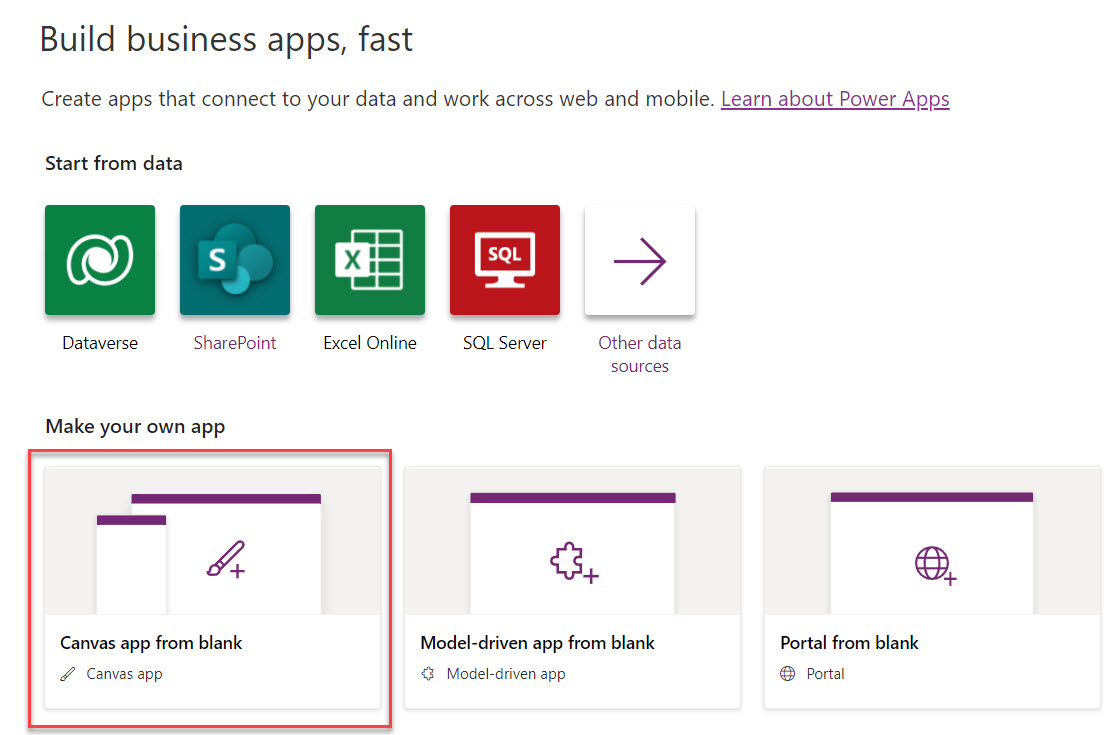 Build business apps, fast
Create apps that connect to your data and work across web and mobile. Learn about Power Apps
Start from data
S
X
SQL
Dataverse
SharePoint
Excel Online
SQL Server
Other data
sources
Make your own app
Canvas app from blank
Canvas app
Model-driven app from blank
Model-driven app
Portal from blank
Portal